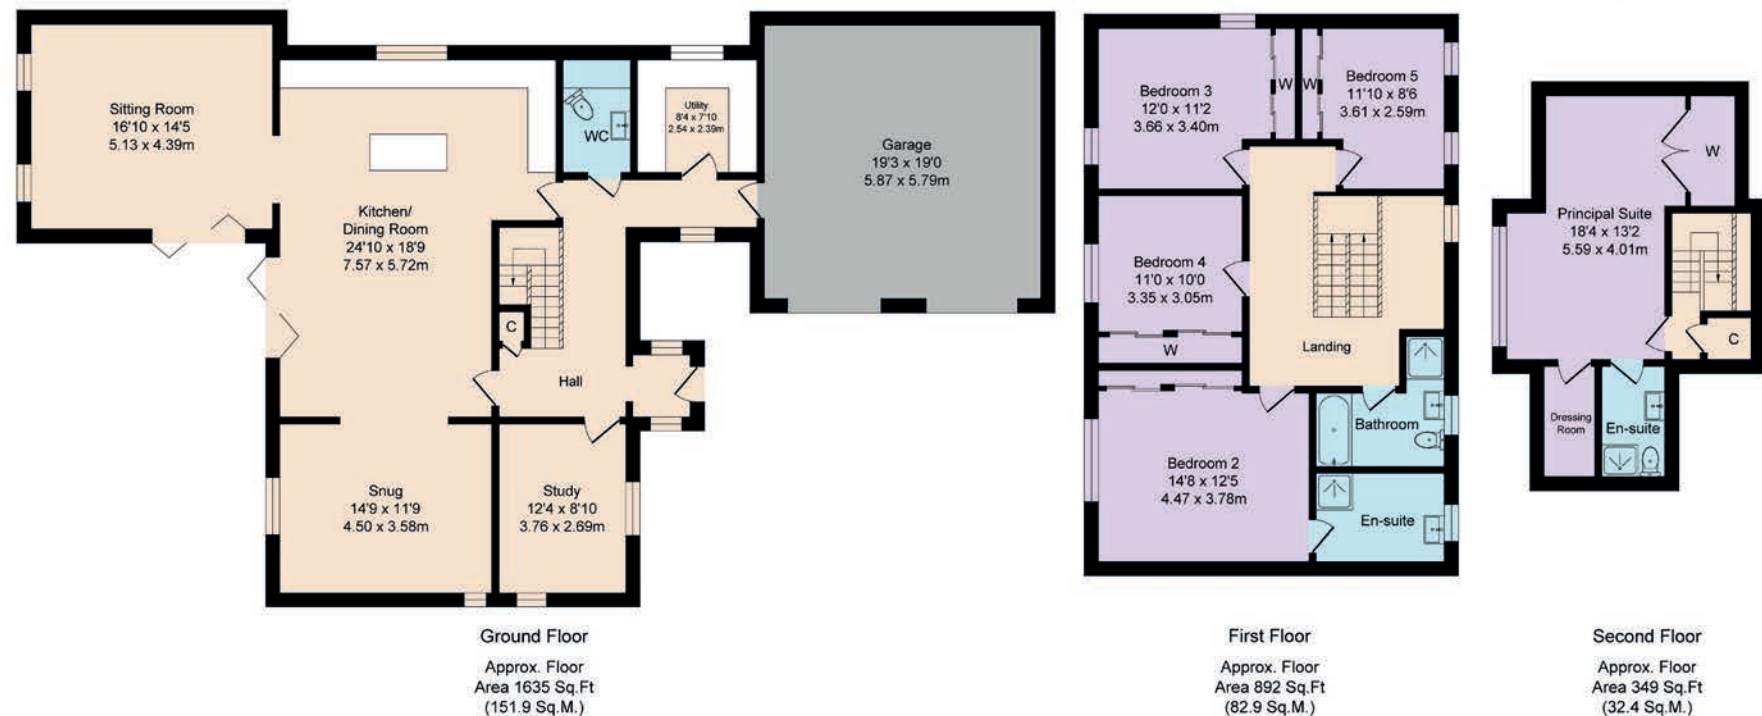 Sitting Room
16'10 x 14'5
5.13 x 4.39m
Kitchen/
Dining Room
24'10 x 18'9
7.57 x 5.72m
WC
Utility
8'4 x 7'10
2.54 x 2.39m
Garage
19'3 x 19'0
5.87 x 5.79m
C
Hall
Snug
14'9 x 11'9
4.50 x 3.58m
Study
12'4 x 8'10
3.76 x 2.69m
Ground Floor
Approx. Floor
Area 1635 Sq.Ft
(151.9 Sq.M.)
Bedroom 3
12'0 x 11'2
3.66 x 3.40m
W
W
Bedroom 5
11'10 x 8'6
3.61 x 2.59m
Bedroom 4
11'0 x 10'0
3.35 x 3.05m
W
Landing
Bathroom
Bedroom 2
14'8 x 12'5
4.47 x 3.78m
En-suite
First Floor
Approx. Floor
Area 892 Sq.Ft
(82.9 Sq.M.)
W
Principal Suite
18'4 x 13'2
5.59 x 4.01m
C
Dressing
Room
En-suite
Second Floor
Approx. Floor
Area 349 Sq.Ft
(32.4 Sq.M.)